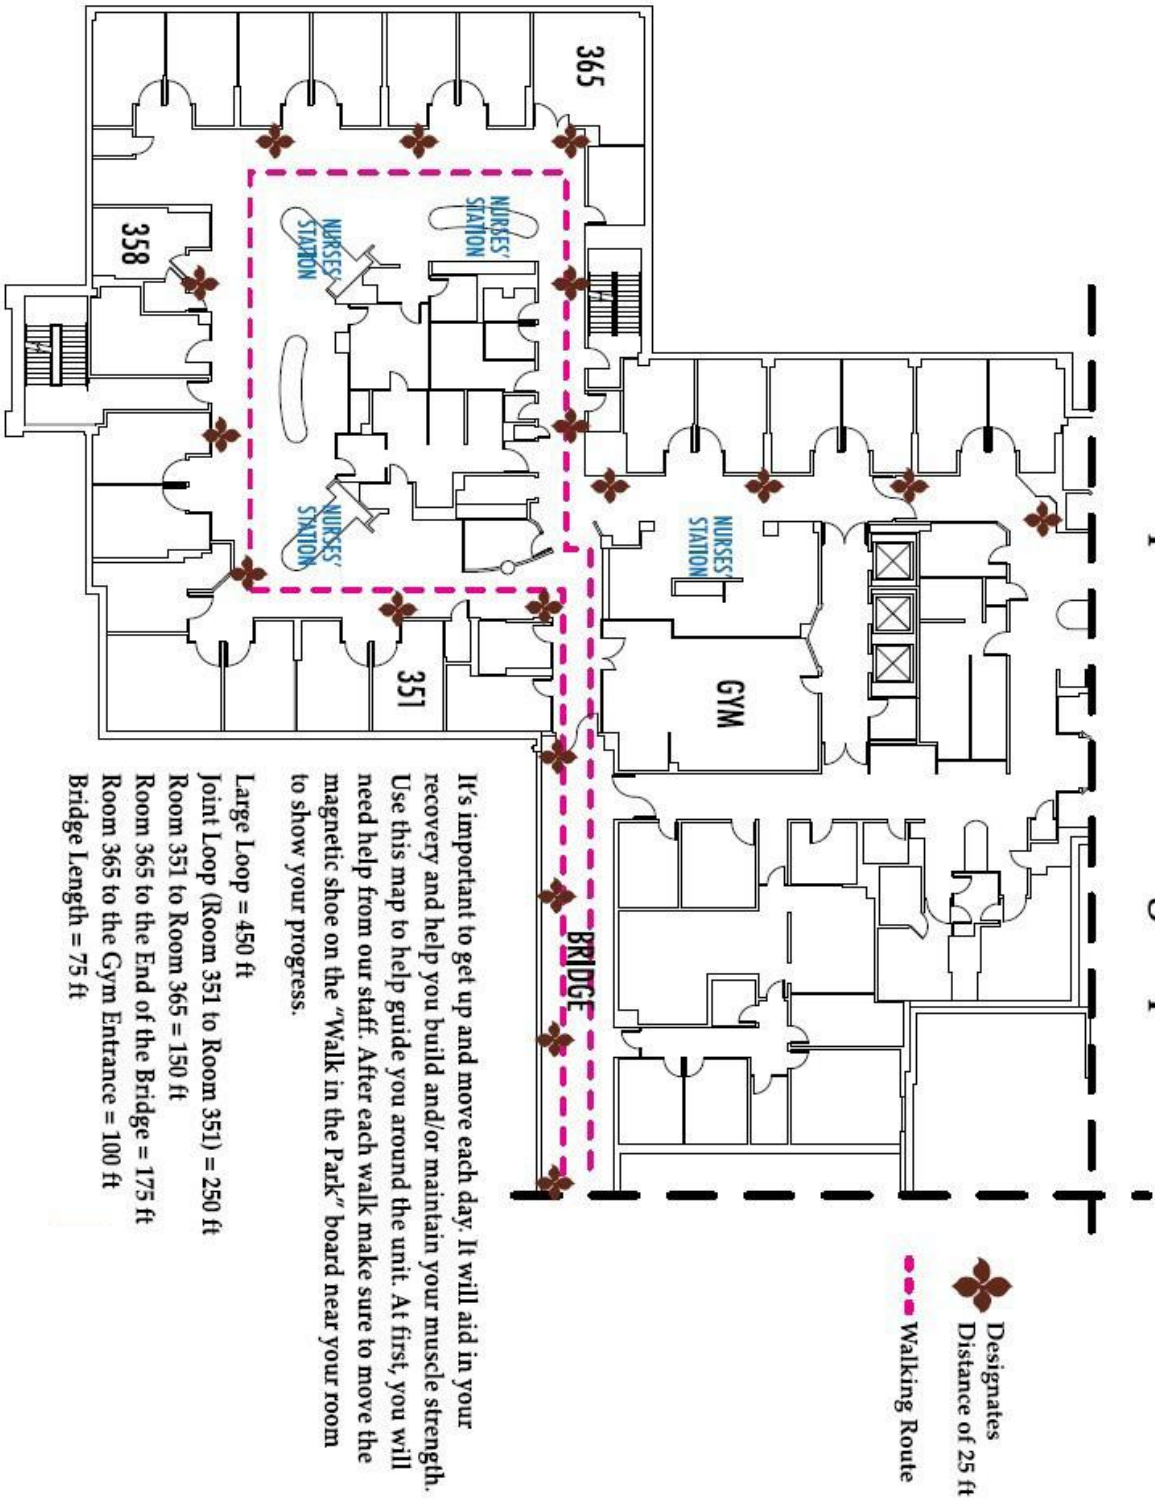 365
358
NURSES'
STATION
NURSES'
STATION
NURSES'
STATION
NURSES'
STATION
GYM
351
BRIDGE
Designates
Distance of 25 ft
Walking Route
It's important to get up and move each day. It will aid in your
recovery and help you build and/or maintain your muscle strength.
Use this map to help guide you around the unit. At first, you will
need help from our staff. After each walk make sure to move the
magnetic shoe on the "Walk in the Park" board near your room
to show your progress.
Large Loop = 450 ft
Joint Loop (Room 351 to Room 351) = 250 ft
Room 351 to Room 365 = 150 ft
Room 365 to the End of the Bridge = 175 ft
Room 365 to the Gym Entrance = 100 ft
Bridge Length = 75 ft